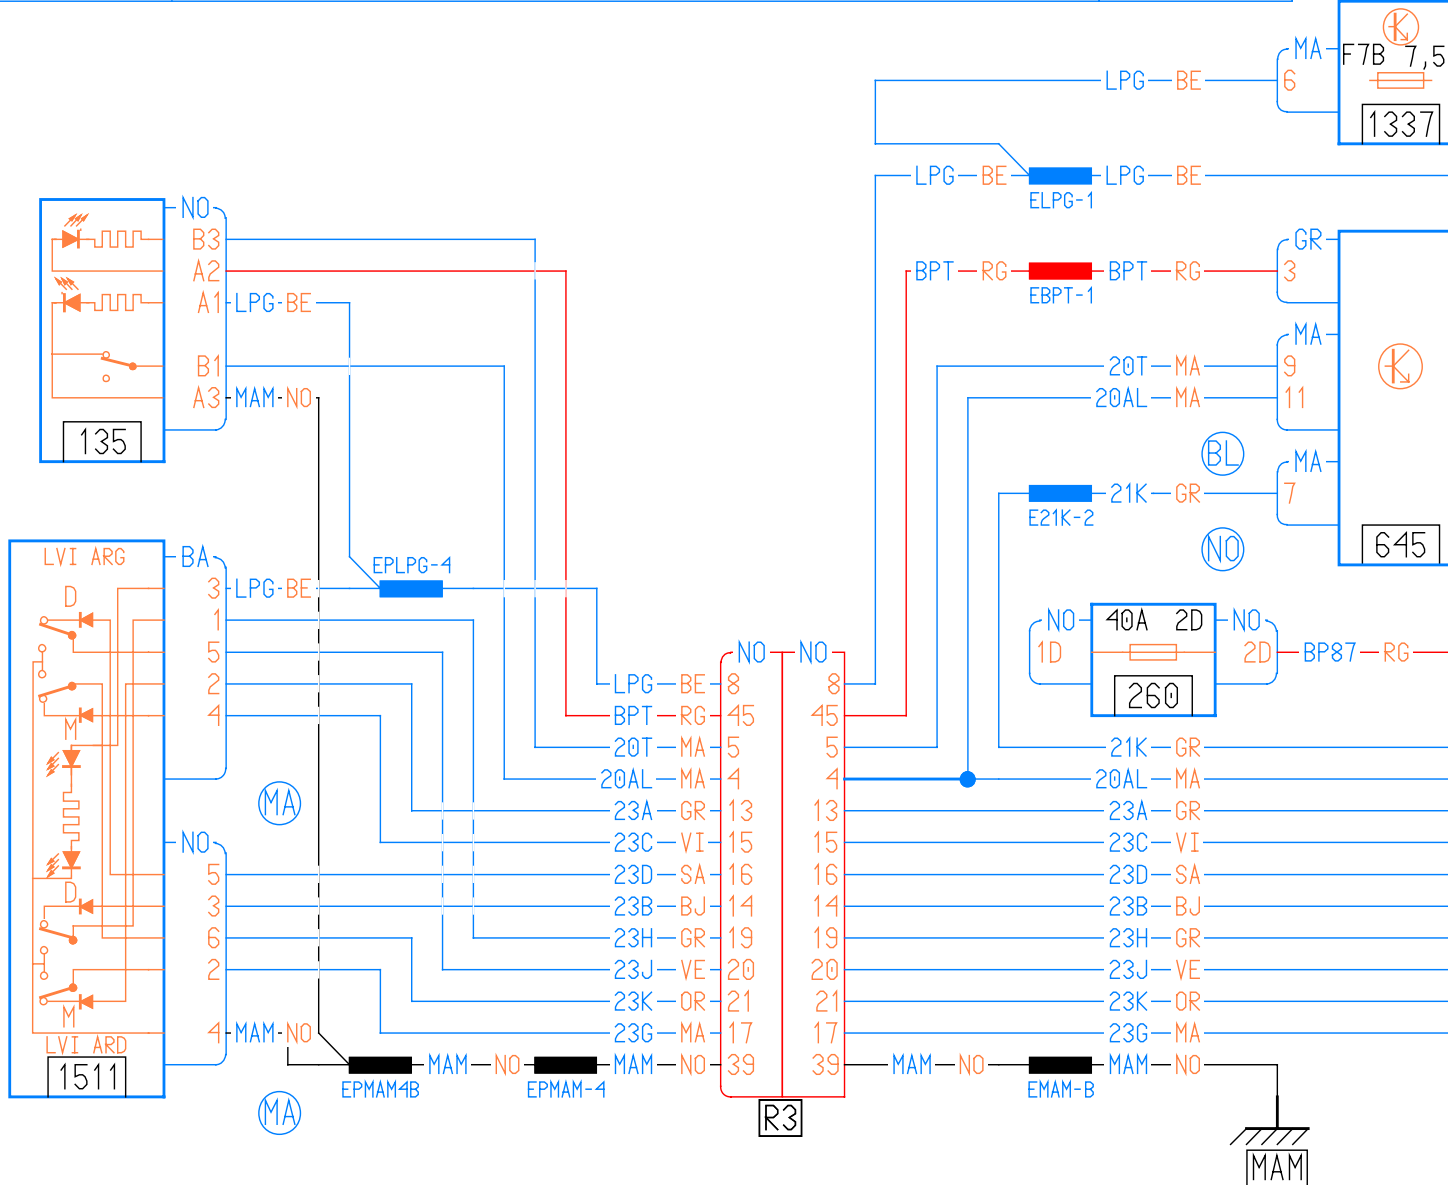 MA
F7B 7,5
LPG BE 6
1337
LPG BE LPG BE
ELPG-1
NO
B3
GR
A2
BPT RG BPT RG 3
EBPT-1
A1 LPG BE
MA
B1
20T MA 9
A3 MAM NO
20AL MA 11
135
BL
MA
21K GR 7
E21K-2
NO
645
LVI ARG BA
EPLPG-4
3 LPG BE
D
1
NO 40A 2D NO
5
NO NO
1D 2D BP87 RG
2
LPG BE 8 8
260
4
M
BPT RG 45 45
20T MA 5 5 21K GR
20AL MA 4 4 20AL MA
MA
23A GR 13 13 23A GR
NO
23C VI 15 15 23C VI
5
23D SA 16 16 23D SA
D
3
23B BJ 14 14 23B BJ
6
23H GR 19 19 23H GR
2
23J VE 20 20 23J VE
23K OR 21 21 23K OR
M
4 MAM NO
23G MA 17 17 23G MA
LVI ARD
1511
MAM NO MAM NO 39 39 MAM NO MAM NO
EPMAM4B EPMAM-4 EMAM-B
MA
R3
MAM